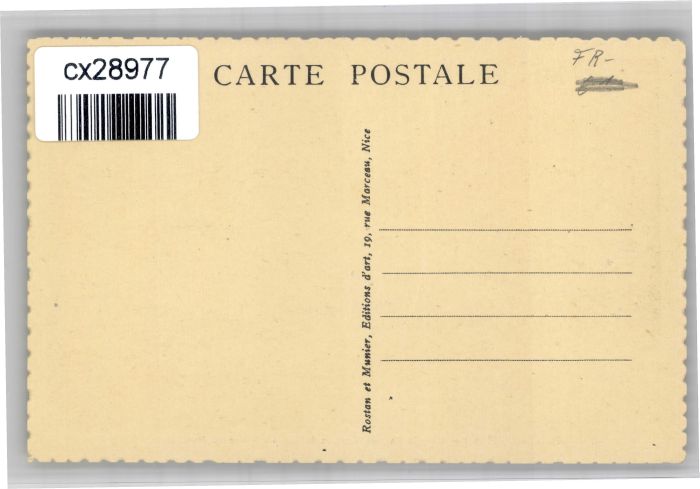 cx28977
CARTE POSTALE
FR-
Rostan et Munier, Editions d'art, 19, rue Marceau, Nice